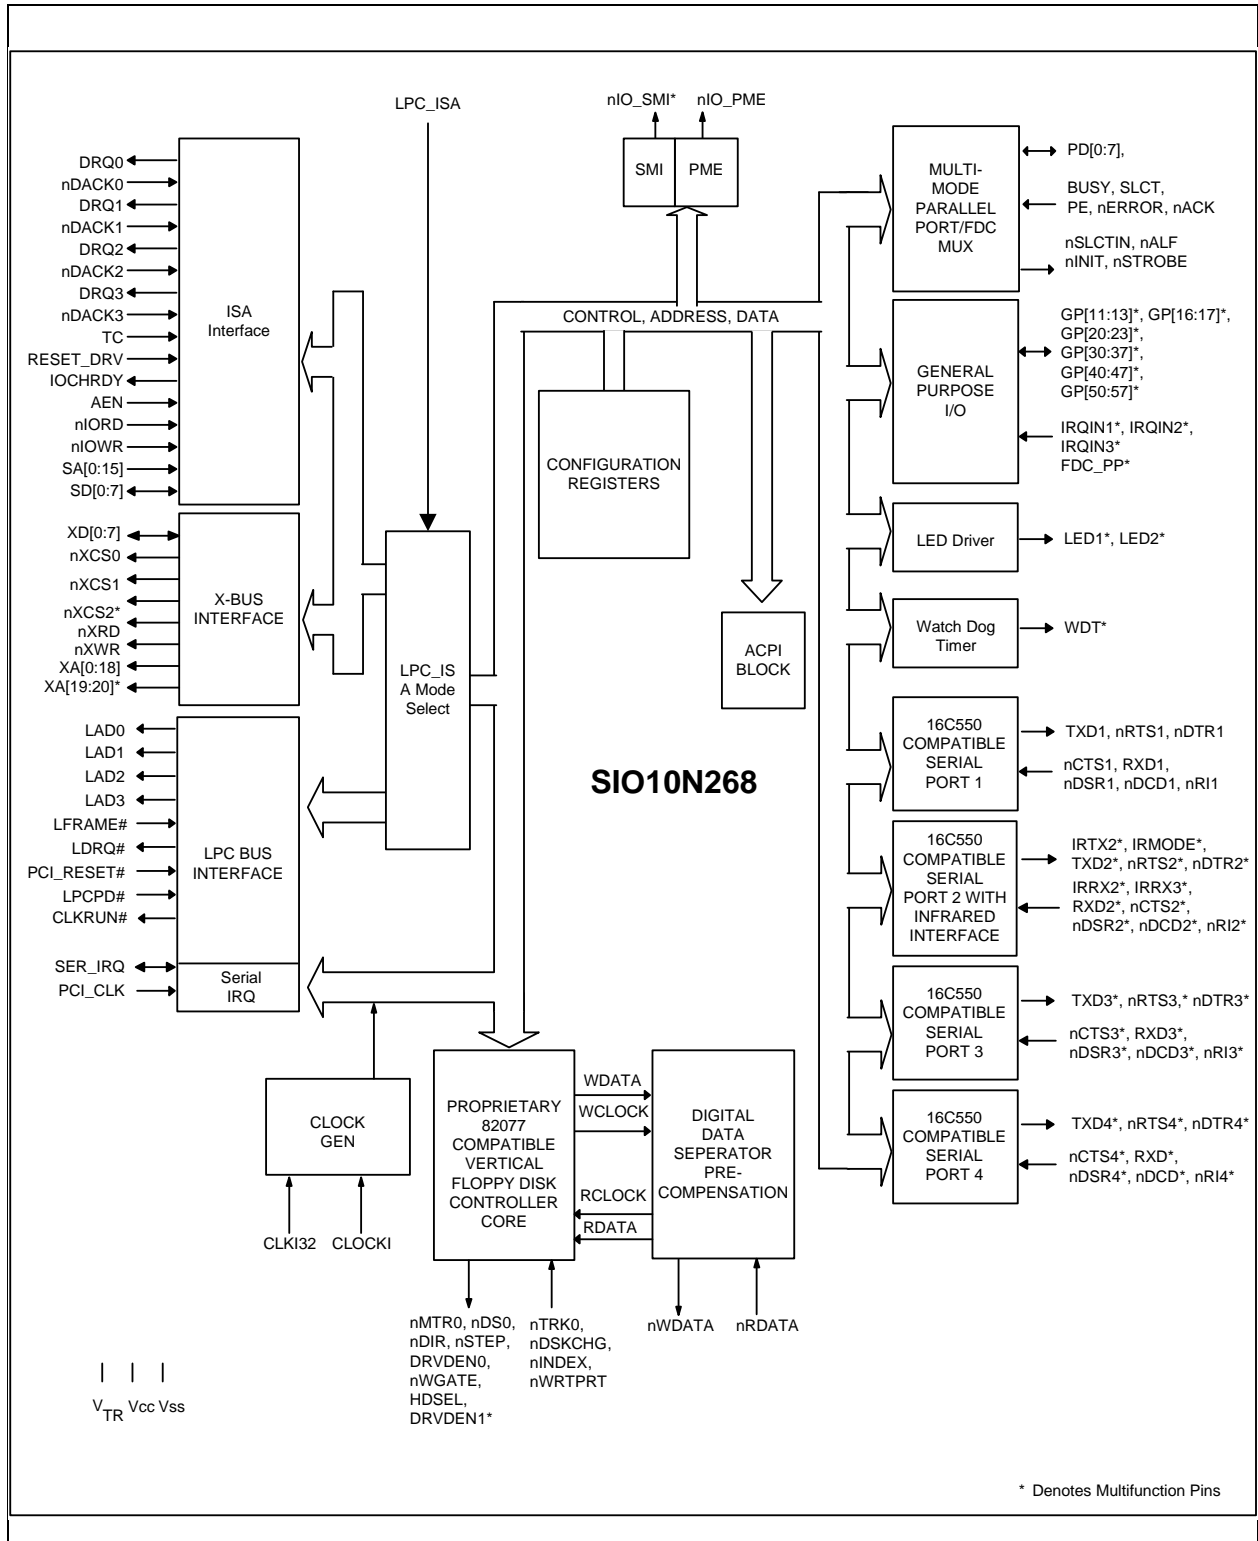 LPC_ISA
nIO_SMI* nIO_PME
SMI PME
DRQ0
nDACK0
DRQ1
nDACK1
DRQ2
nDACK2
DRQ3
nDACK3
TC
RESET_DRV
IOCHRDY
AEN
nIORD
nIOWR
SA[0:15]
SD[0:7]
ISA
Interface
XD[0:7]
nXCS0
nXCS1
nXCS2*
nXRD
nXWR
XA[0:18]
XA[19:20]*
X-BUS
INTERFACE
LAD0
LAD1
LAD2
LAD3
LFRAME#
LDRQ#
PCI_RESET#
LPCPD#
CLKRUN#
LPC BUS
INTERFACE
SER_IRQ
PCI_CLK
Serial
IRQ
LPC_IS
A Mode
Select
CONTROL, ADDRESS, DATA
CONFIGURATION
REGISTERS
ACPI
BLOCK
SIO10N268
MULTI-
MODE
PARALLEL
PORT/FDC
MUX
PD[0:7],
BUSY, SLCT,
PE, nERROR, nACK
nSLCTIN, nALF
nINIT, nSTROBE
GENERAL
PURPOSE
I/O
GP[11:13]*, GP[16:17]*,
GP[20:23]*,
GP[30:37]*,
GP[40:47]*,
GP[50:57]*
IRQIN1*, IRQIN2*,
IRQIN3*
FDC_PP*
LED Driver
LED1*, LED2*
Watch Dog
Timer
WDT*
16C550
COMPATIBLE
SERIAL
PORT 1
TXD1, nRTS1, nDTR1
nCTS1, RXD1,
nDSR1, nDCD1, nRI1
16C550
COMPATIBLE
SERIAL
PORT 2 WITH
INFRARED
INTERFACE
IRTX2*, IRMODE*,
TXD2*, nRTS2*, nDTR2*
IRRX2*, IRRX3*,
RXD2*, nCTS2*,
nDSR2*, nDCD2*, nRI2*
16C550
COMPATIBLE
SERIAL
PORT 3
TXD3*, nRTS3,* nDTR3*
nCTS3*, RXD3*,
nDSR3*, nDCD3*, nRI3*
16C550
COMPATIBLE
SERIAL
PORT 4
TXD4*, nRTS4*, nDTR4*
nCTS4*, RXD*,
nDSR4*, nDCD*, nRI4*
CLOCK
GEN
CLKI32 CLOCKI
PROPRIETARY
82077
COMPATIBLE
VERTICAL
FLOPPY DISK
CONTROLLER
CORE
WDATA
WCLOCK
RCLOCK
RDATA
DIGITAL
DATA
SEPERATOR
PRE-
COMPENSATION
nMTR0, nDS0,
nDIR, nSTEP,
DRVDEN0,
nWGATE,
HDSEL,
DRVDEN1*
nTRK0,
nDSKCHG,
nINDEX,
nWRTPRT
nWDATA nRDATA
VTR Vcc Vss
* Denotes Multifunction Pins